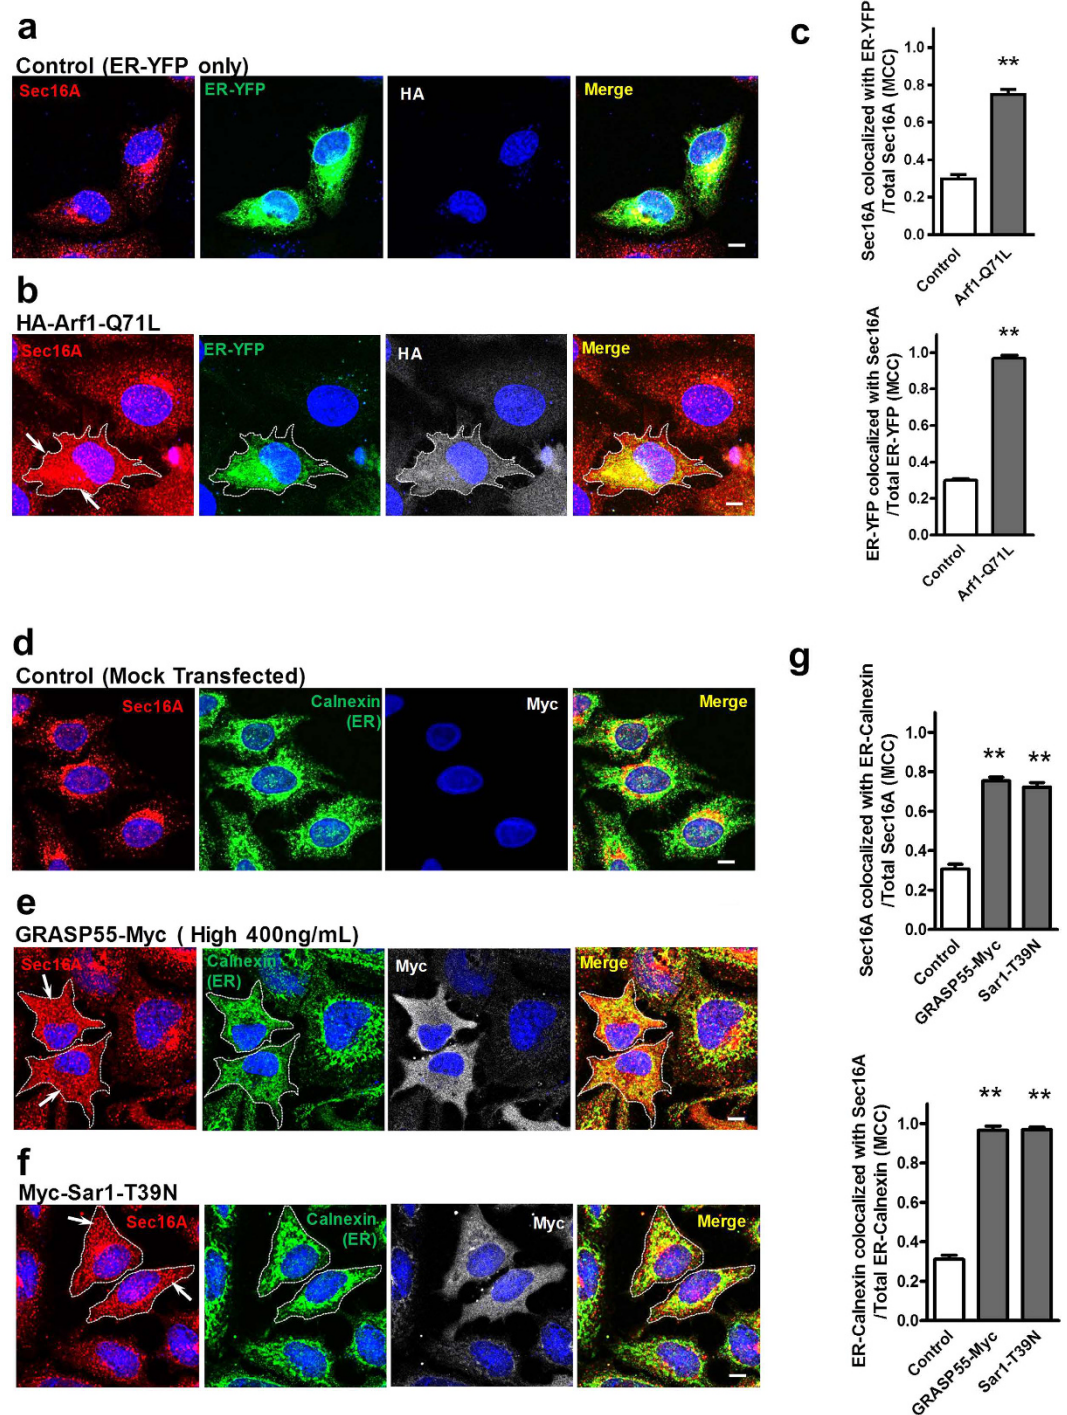 a
Control (ER-YFP only)
Sec16A
ER-YFP
HA
Merge
b
HA-Arf1-Q71L
Sec16A
ER-YFP
HA
Merge
c
Sec16A colocalized with ER-YFP
/Total Sec16A (MCC)
1.0
0.8
0.6
0.4
0.2
0.0
**
Control
Arf1-Q71L
ER-YFP colocalized with Sec16A
/Total ER-YFP (MCC)
1.0
0.8
0.6
0.4
0.2
0.0
**
Control
Arf1-Q71L
d
Control (Mock Transfected)
Sec16A
Calnexin
(ER)
Myc
Merge
e
GRASP55-Myc ( High 400ng/mL)
Sec16A
Calnexin
(ER)
Myc
Merge
f
Myc-Sar1-T39N
Sec16A
Calnexin
(ER)
Myc
Merge
g
Sec16A colocalized with ER-Calnexin
/Total Sec16A (MCC)
1.0
0.8
0.6
0.4
0.2
0.0
**
**
Control
GRASP55-Myc
Sar1-T39N
ER-Calnexin colocalized with Sec16A
/Total ER-Calnexin (MCC)
1.0
0.8
0.6
0.4
0.2
0.0
**
**
Control
GRASP55-Myc
Sar1-T39N